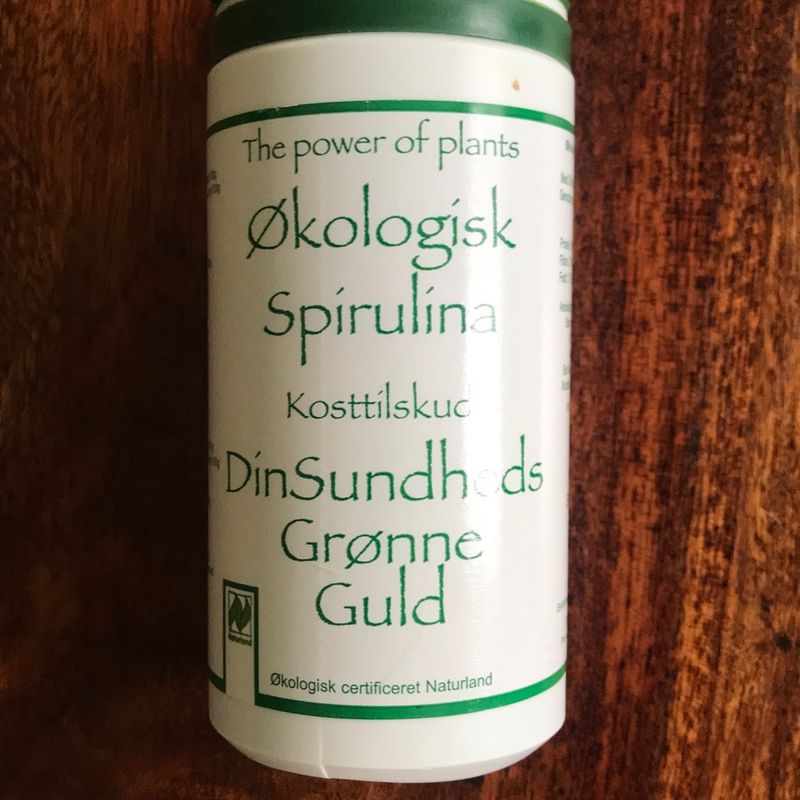 The power of plants
Økologisk
Spirulina
Kosttilskud
DinSundheds
Grønne
Guld
Økologisk certificeret Naturland